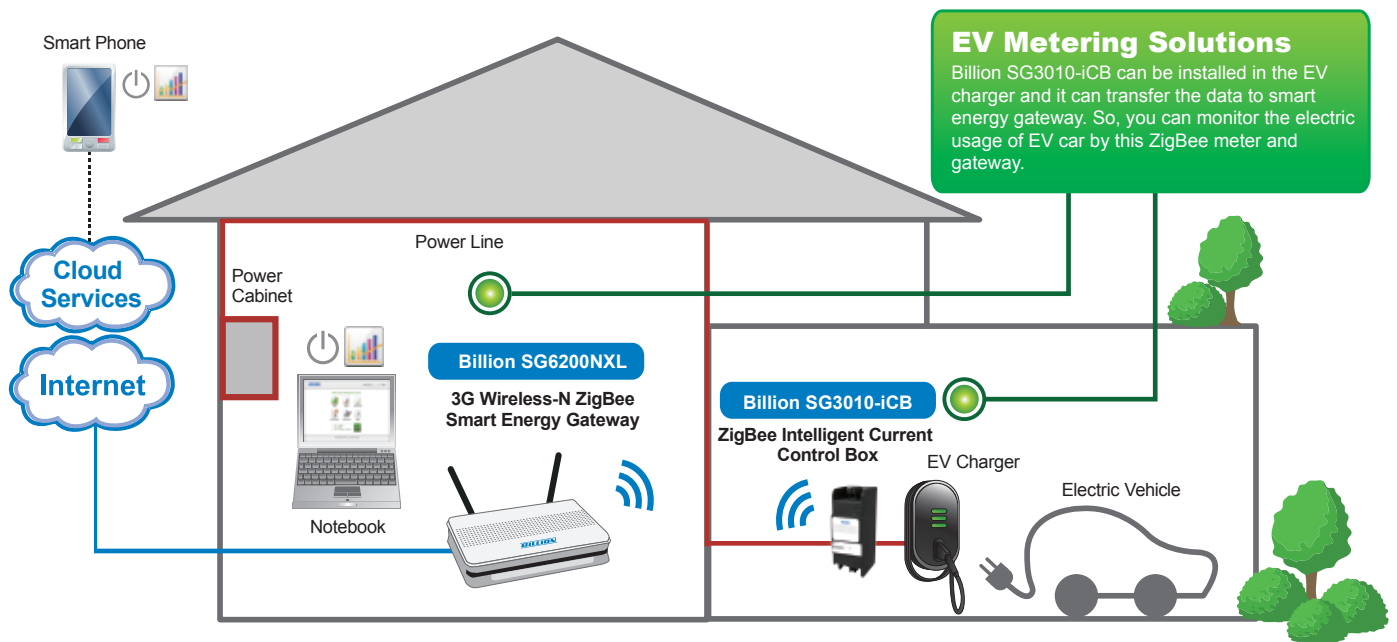 Smart Phone
EV Metering Solutions
Billion SG3010-iCB can be installed in the EV
charger and it can transfer the data to smart
energy gateway. So, you can monitor the electric
usage of EV car by this ZigBee meter and
gateway.
Power Line
Cloud
Services
Power
Cabinet
Internet
Billion SG6200NXL
3G Wireless-N ZigBee
Smart Energy Gateway
Billion SG3010-iCB
ZigBee Intelligent Current
Control Box
EV Charger
Electric Vehicle
Notebook
BILLION